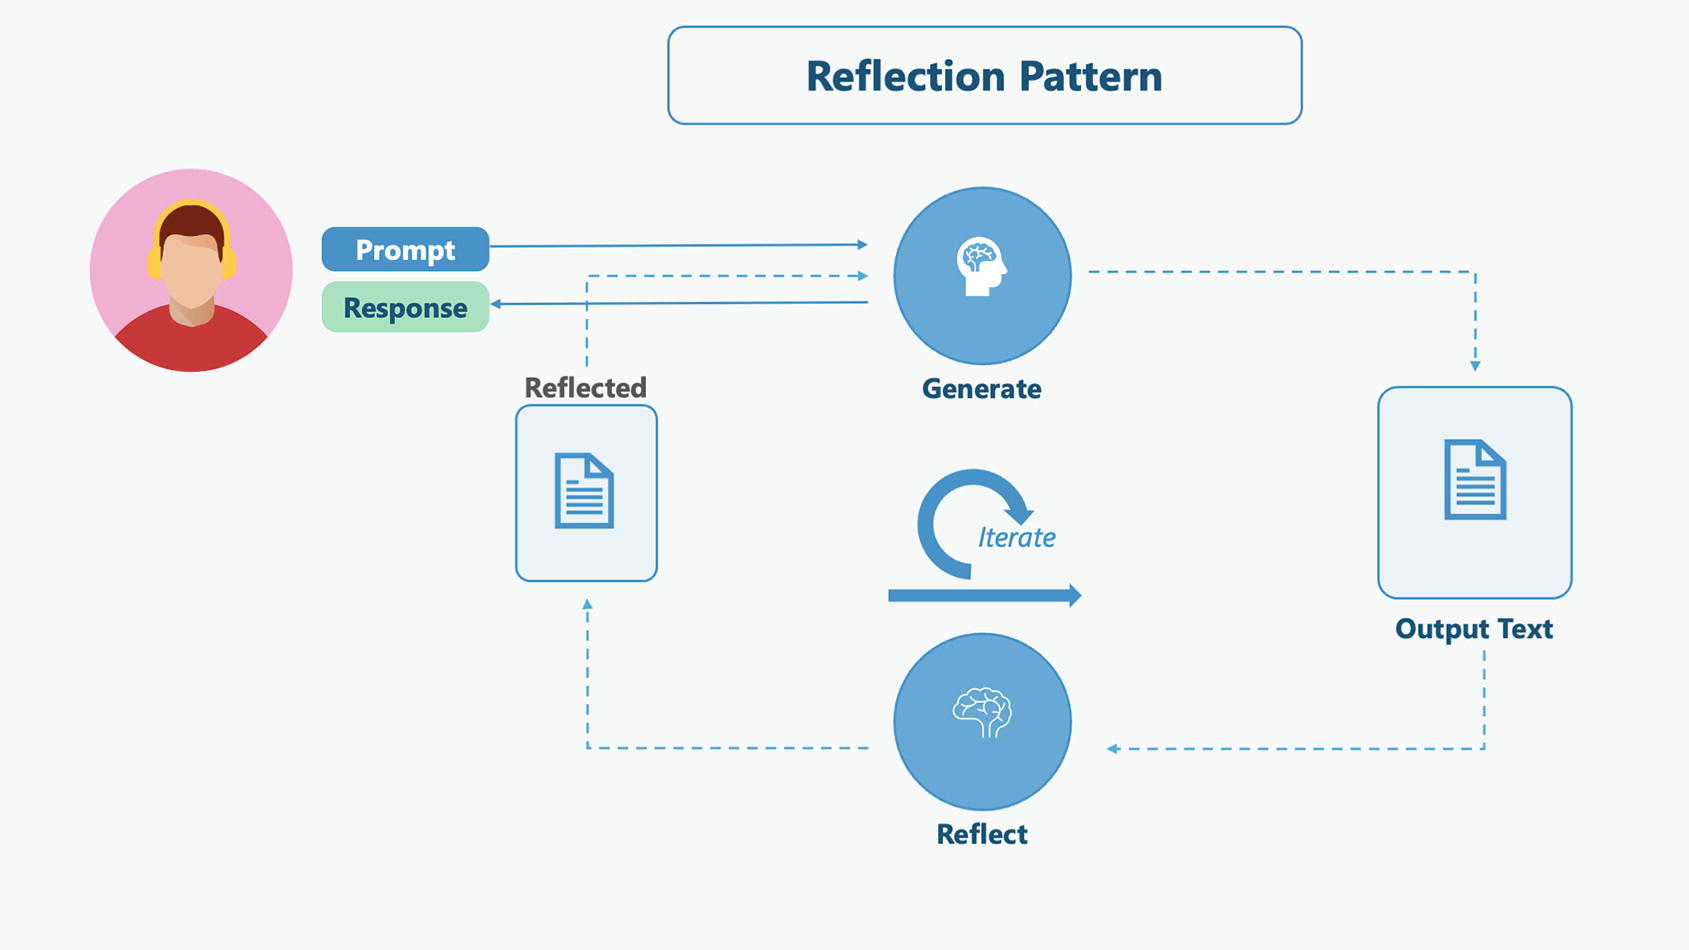 Reflection Pattern
Prompt
Response
Reflected
Generate
Iterate
Output Text
Reflect